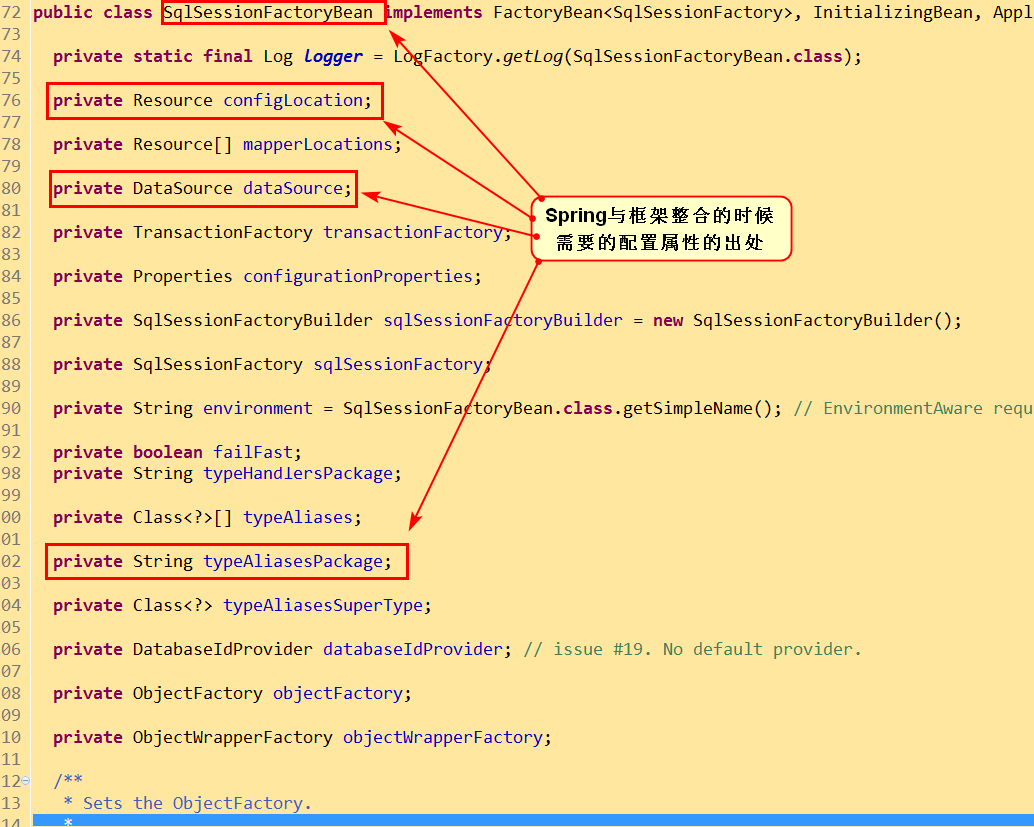 72 public class SqlSessionFactoryBean implements FactoryBean<SqlSessionFactory>, InitializingBean, Appl
73
74 private static final Log logger = LogFactory.getLog(SqlSessionFactoryBean.class);
75
76 private Resource configLocation;
77
78 private Resource[] mapperLocations;
79
80 private DataSource dataSource;
81
Spring与框架整合的时候
需要的配置属性的出处
82 private TransactionFactory transactionFactory;
83
84 private Properties configurationProperties;
85
86 private SqlSessionFactoryBuilder sqlSessionFactoryBuilder = new SqlSessionFactoryBuilder();
87
88 private SqlSessionFactory sqlSessionFactory;
89
90 private String environment = SqlSessionFactoryBean.class.getSimpleName(); // EnvironmentAware requ
91
92 private boolean failFast;
98 private String typeHandlersPackage;
99
00 private Class<?>[] typeAliases;
01
02 private String typeAliasesPackage;
03
04 private Class<?> typeAliasesSuperType;
05
06 private DatabaseIdProvider databaseIdProvider; // issue #19. No default provider.
07
08 private ObjectFactory objectFactory;
09
10 private ObjectWrapperFactory objectWrapperFactory;
11
12 /**
13 * Sets the ObjectFactory.
14 *